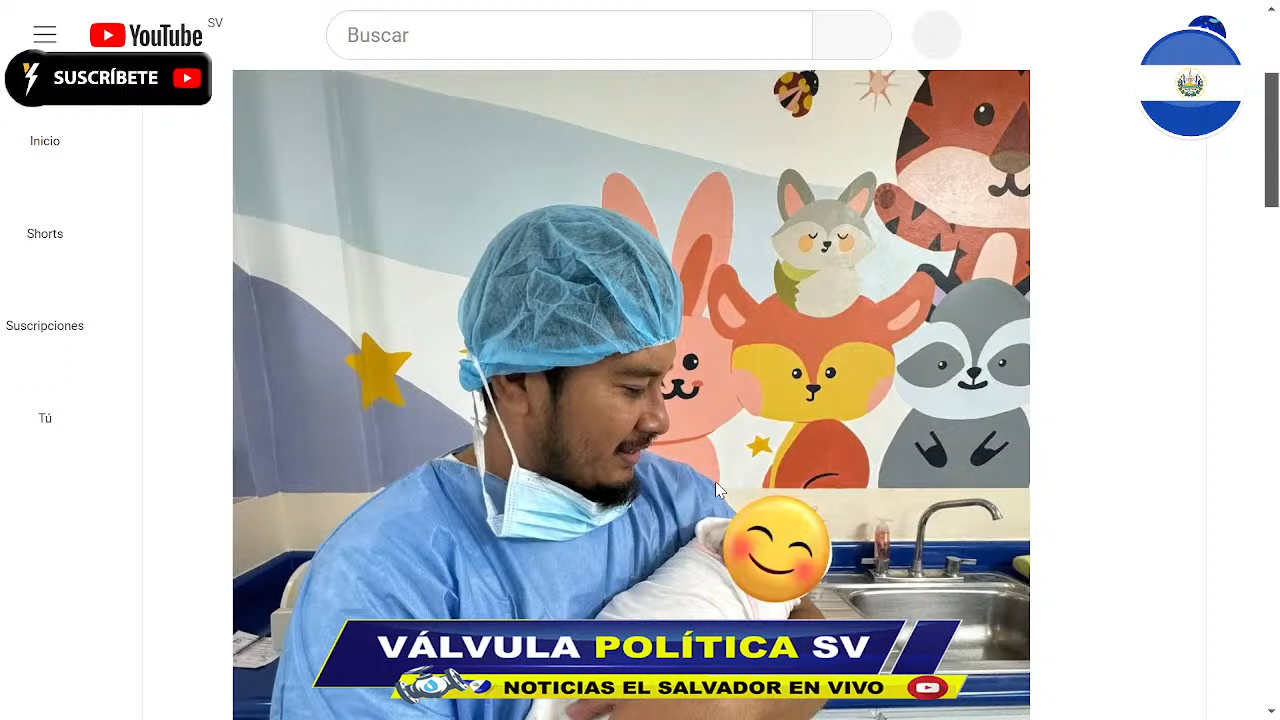 YouTube
SV
Buscar
SUSCRÍBETE
Inicio
Shorts
Suscripciones
Tú
VÁLVULA POLÍTICA SV
NOTICIAS EL SALVADOR EN VIVO